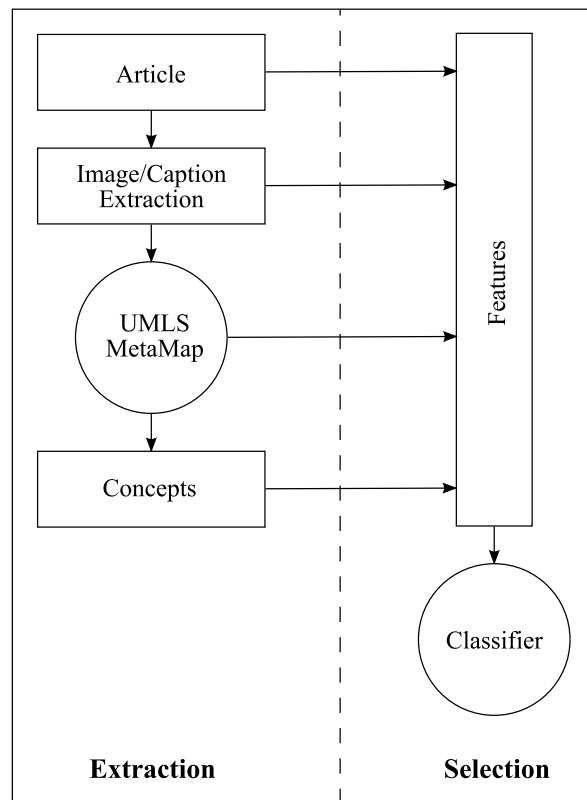 Article
Image/Caption
Extraction
UMLS
MetaMap
Concepts
Features
Classifier
Extraction
Selection